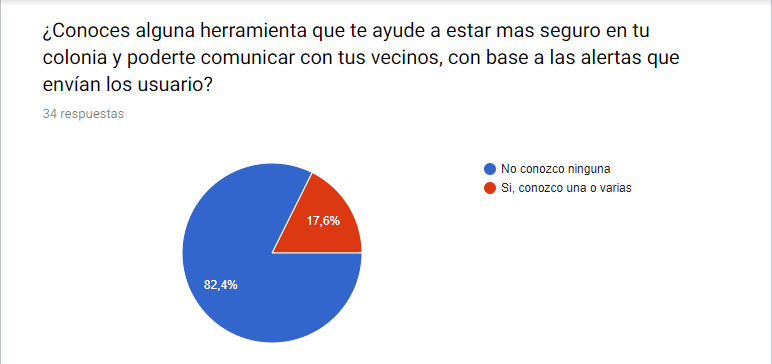 ¿Conoces alguna herramienta que te ayude a estar mas seguro en tu
colonia y poderte comunicar con tus vecinos, con base a las alertas que
envían los usuario?
34 respuestas
No conozco ninguna
Si, conozco una o varias
17,6%
82,4%